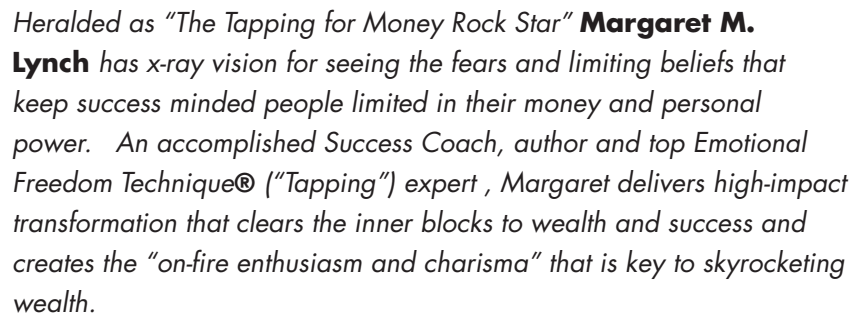 Heralded as “The Tapping for Money Rock Star” Margaret M.
Lynch has x-ray vision for seeing the fears and limiting beliefs that
keep success minded people limited in their money and personal
power.   An accomplished Success Coach, author and top Emotional
Freedom Technique® (“Tapping”) expert , Margaret delivers high-impact
transformation that clears the inner blocks to wealth and success and
creates the “on-fire enthusiasm and charisma” that is key to skyrocketing
wealth.